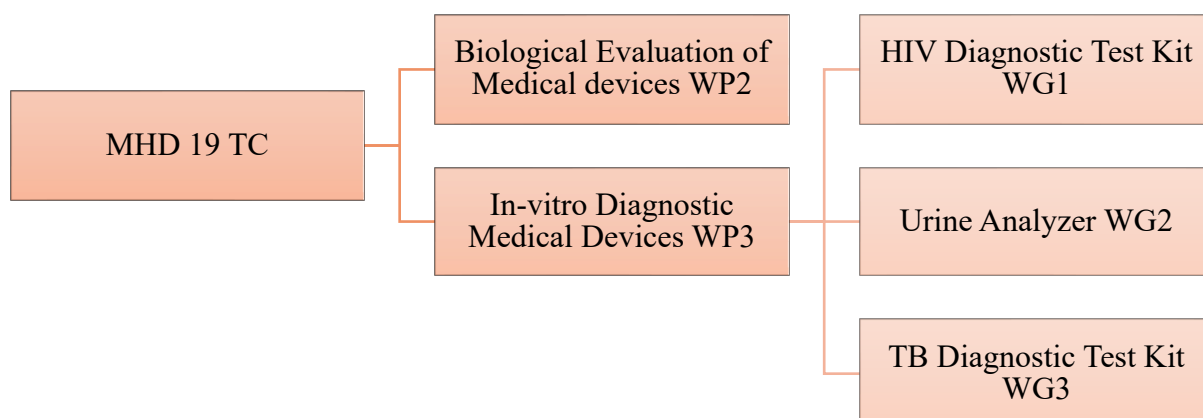 MHD 19 TC
Biological Evaluation of
Medical devices WP2
In-vitro Diagnostic
Medical Devices WP3
HIV Diagnostic Test Kit
WG1
Urine Analyzer WG2
TB Diagnostic Test Kit
WG3